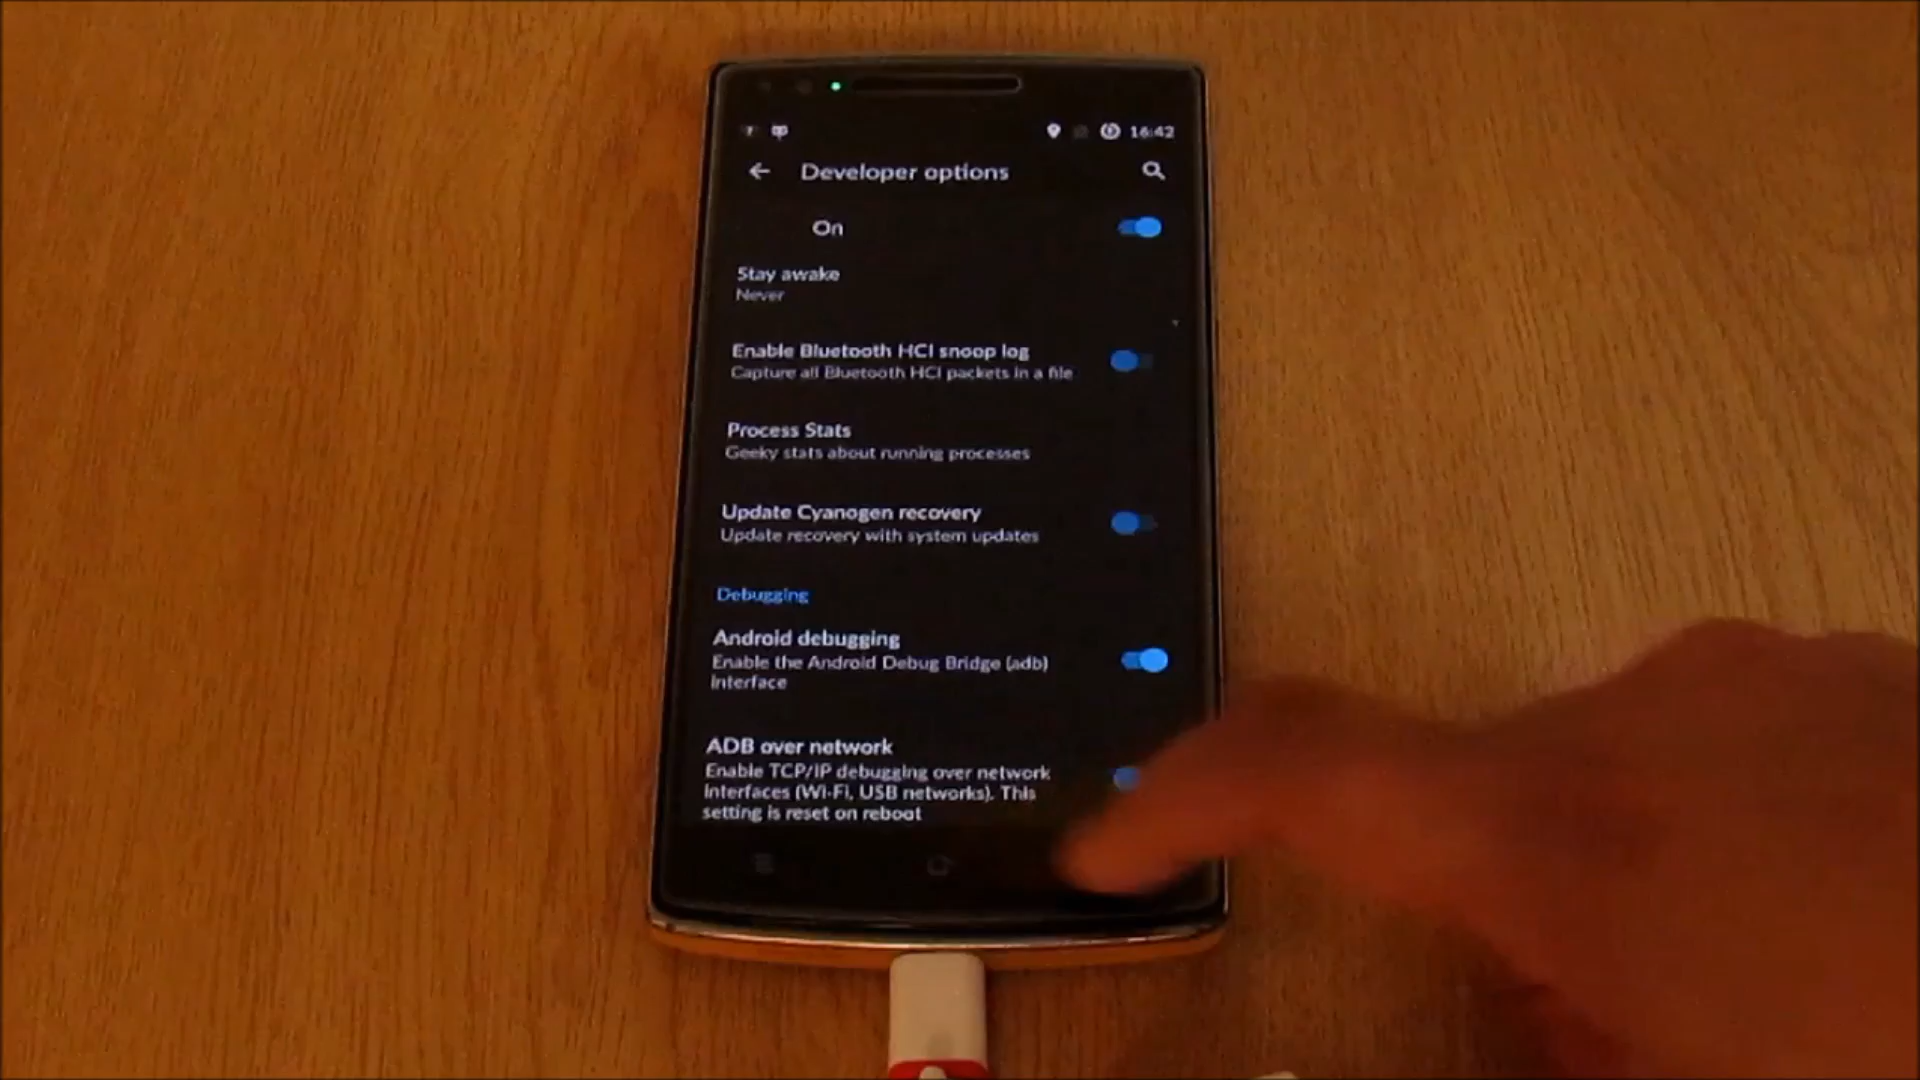 16:42
Developer options
On
Stay awake
Never
Enable Bluetooth HCI snoop log
Capture all Bluetooth HCI packets in a file
Process Stats
Geeky stats about running processes
Update Cyanogen recovery
Update recovery with system updates
Debugging
Android debugging
Enable the Android Debug Bridge (adb)
interface
ADB over network
Enable TCP/IP debugging over network
interfaces (Wi-Fi, USB networks). This
setting is reset on reboot